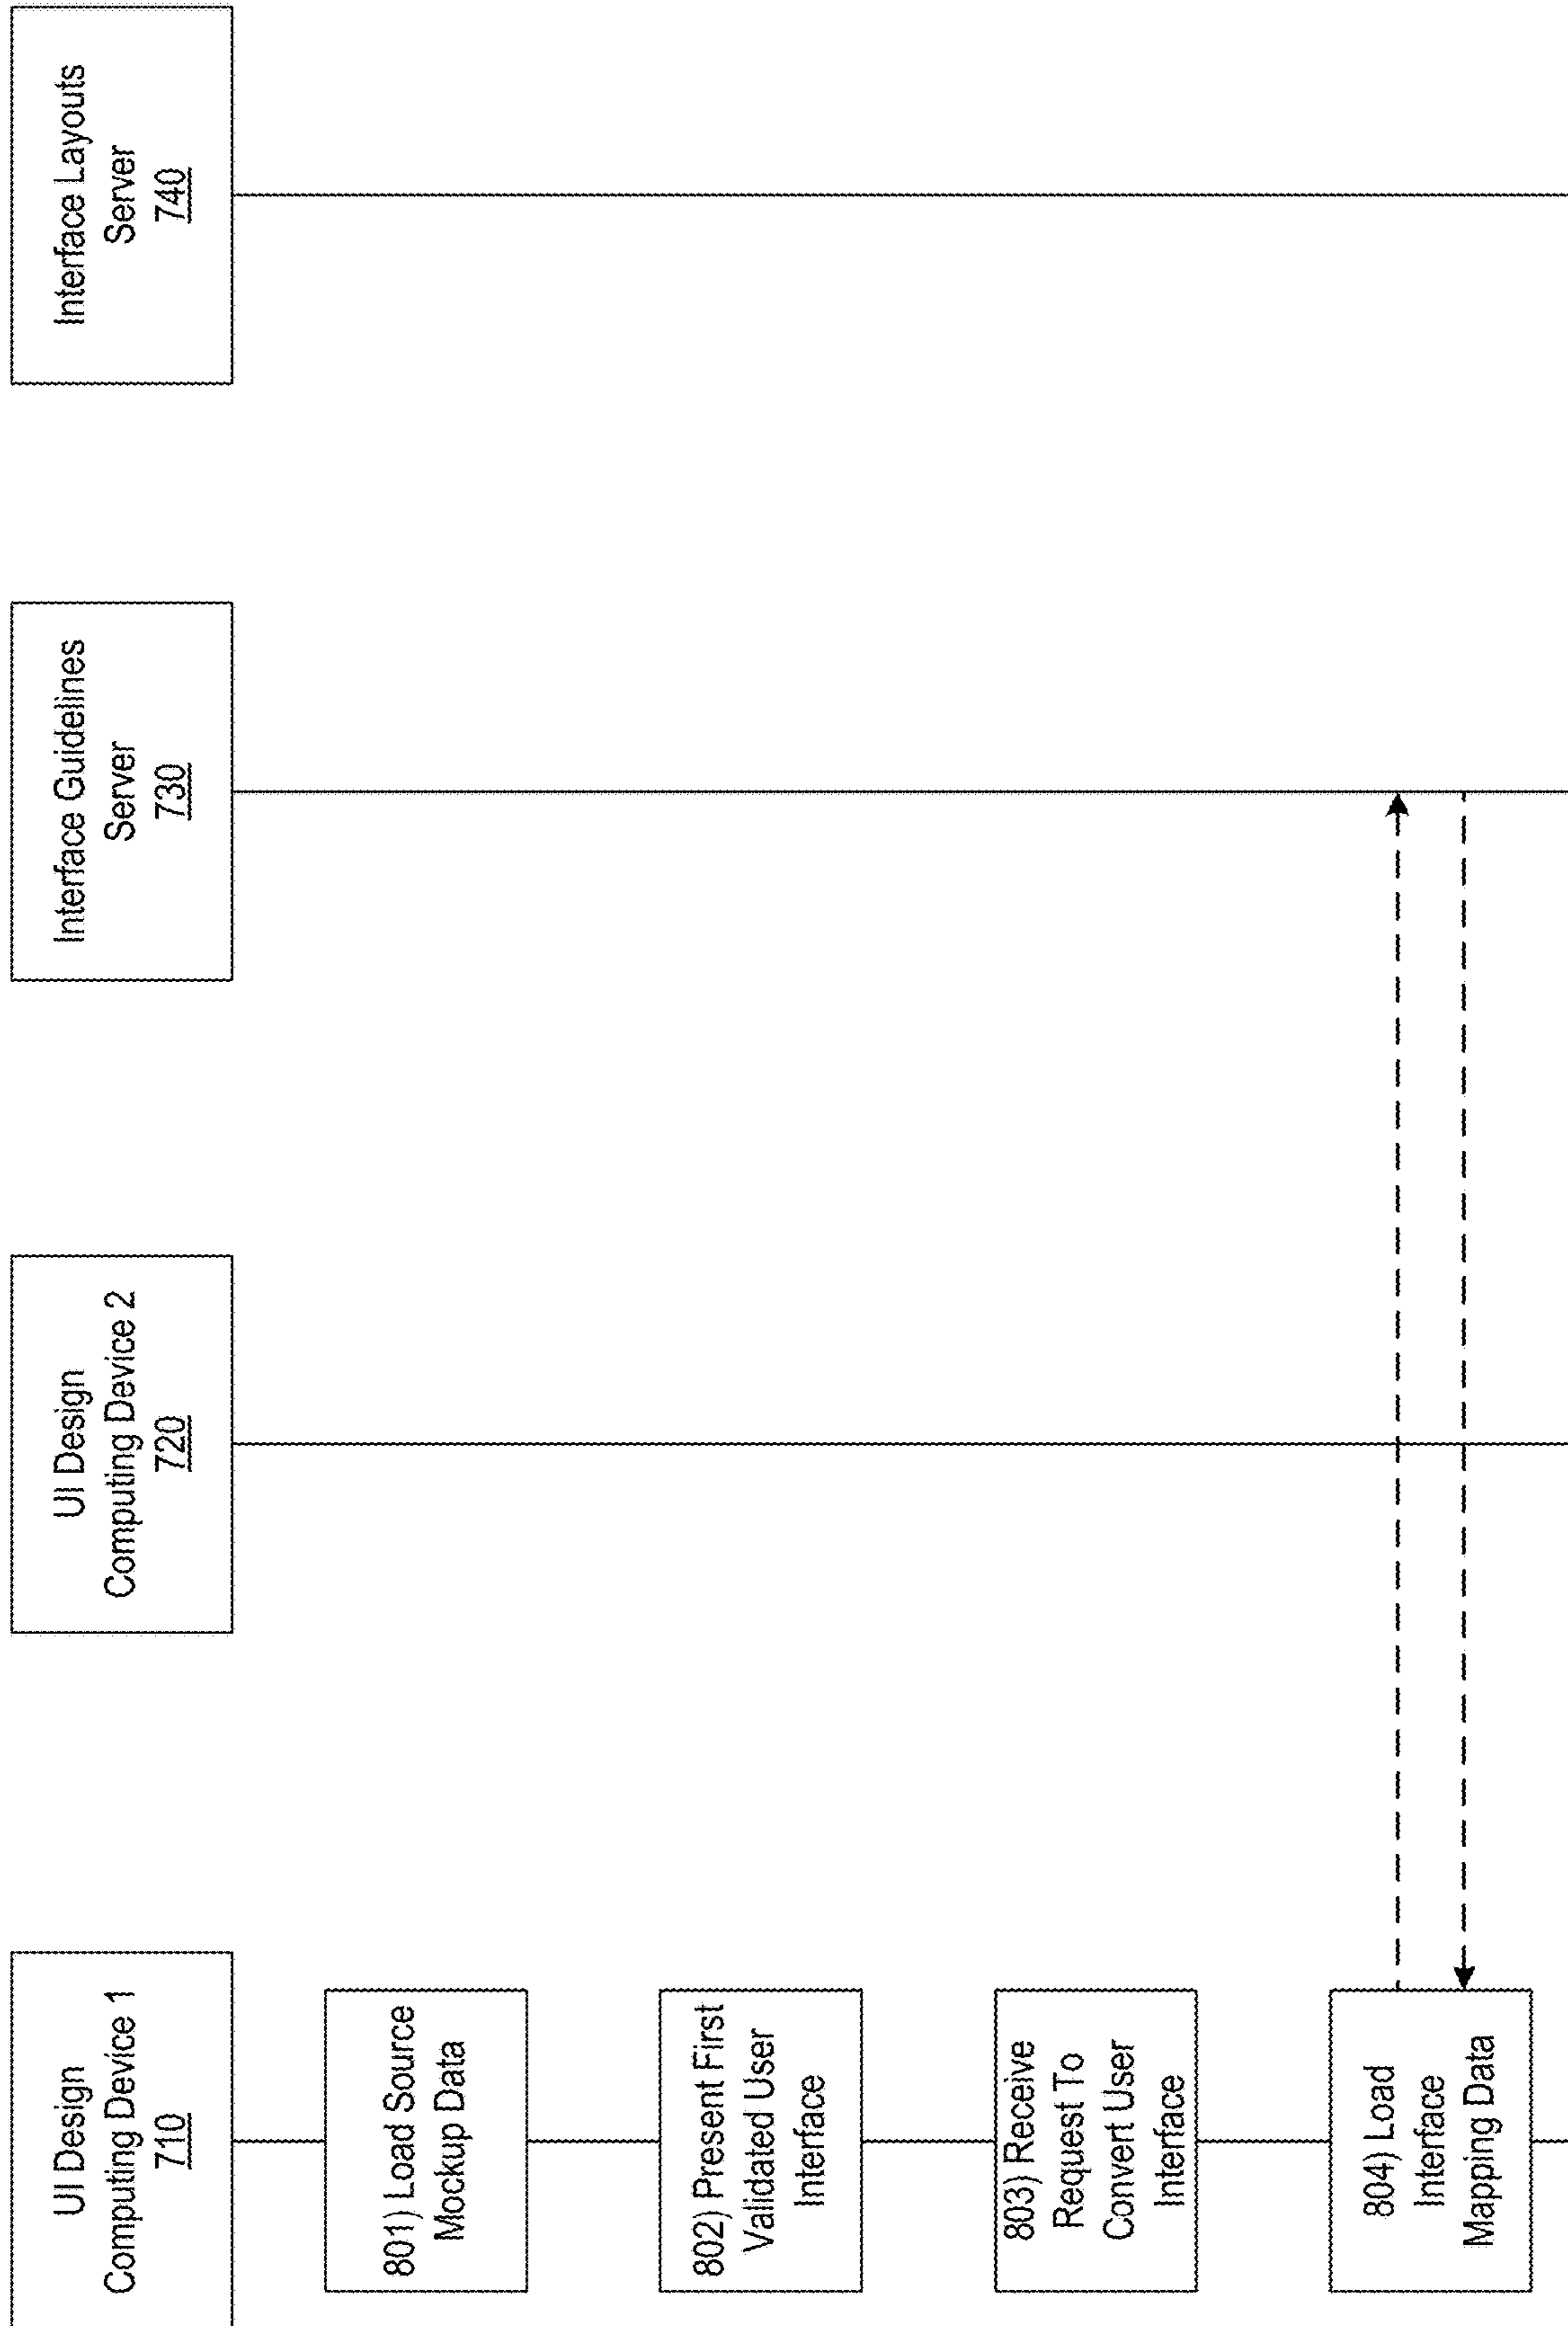 UI Design
Computing Device 1
710
UI Design
Computing Device 2
720
Interface Guidelines
Server
730
Interface Layouts
Server
740
801) Load Source
Mockup Data
802) Present First
Validated User
Interface
803) Receive
Request To
Convert User
Interface
804) Load
Interface
Mapping Data